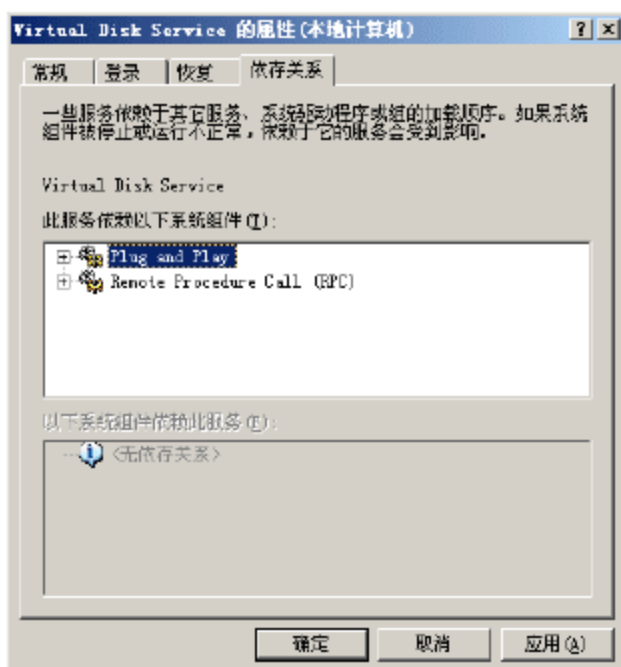 Virtual Disk Service 的属性(本地计算机)
常规 登录 恢复 依存关系
一些服务依赖于其它服务、系统驱动程序或组的加载顺序。如果系统
组件被停止或运行不正常，依赖于它的服务会受到影响。
Virtual Disk Service
此服务依赖以下系统组件(T):
Plug and Play
Remote Procedure Call (RPC)
以下系统组件依赖此服务(E):
<无依存关系>
确定 取消 应用(A)